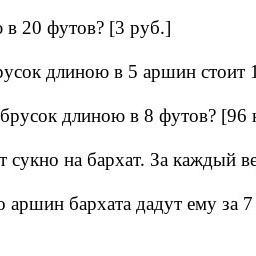 в 20 футов? [3 руб.]
русок длиною в 5 аршин стоит 1
брусок длиною в 8 футов? [96
т сукно на бархат. За каждый ве
о аршин бархата дадут ему за 7